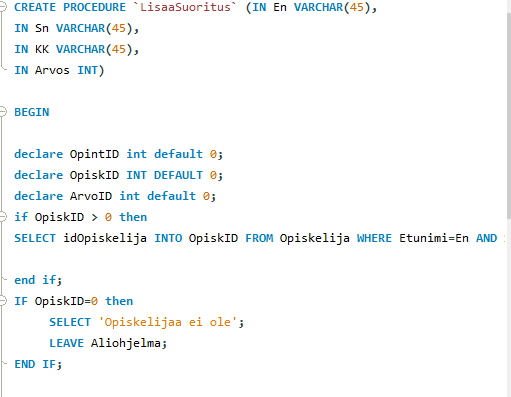 CREATE PROCEDURE `LisaaSuoritus` (IN En VARCHAR(45),
IN Sn VARCHAR(45),
IN KK VARCHAR(45),
IN Arvos INT)
BEGIN
declare OpintID int default 0;
declare OpiskID INT DEFAULT 0;
declare ArvoID int default 0;
if OpiskID > 0 then
SELECT idOpiskelija INTO OpiskID FROM Opiskelija WHERE Etunimi=En AND
end if;
IF OpiskID=0 then
SELECT 'Opiskelijaa ei ole';
LEAVE Aliohjelma;
END IF;